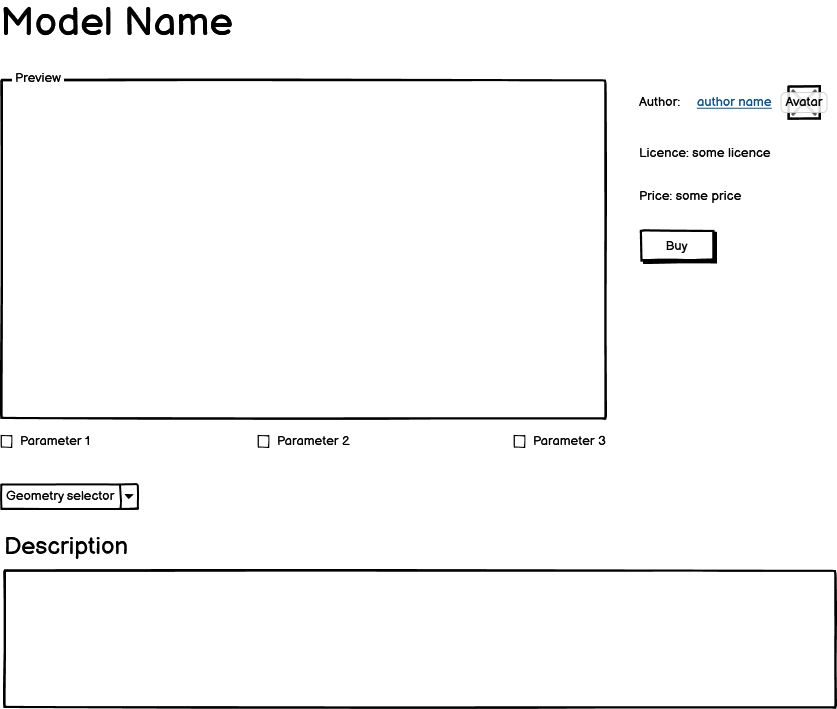 Model Name
Preview
Author: author name Avatar
Licence: some licence
Price: some price
Buy
Parameter 1 Parameter 2 Parameter 3
Geometry selector
Description